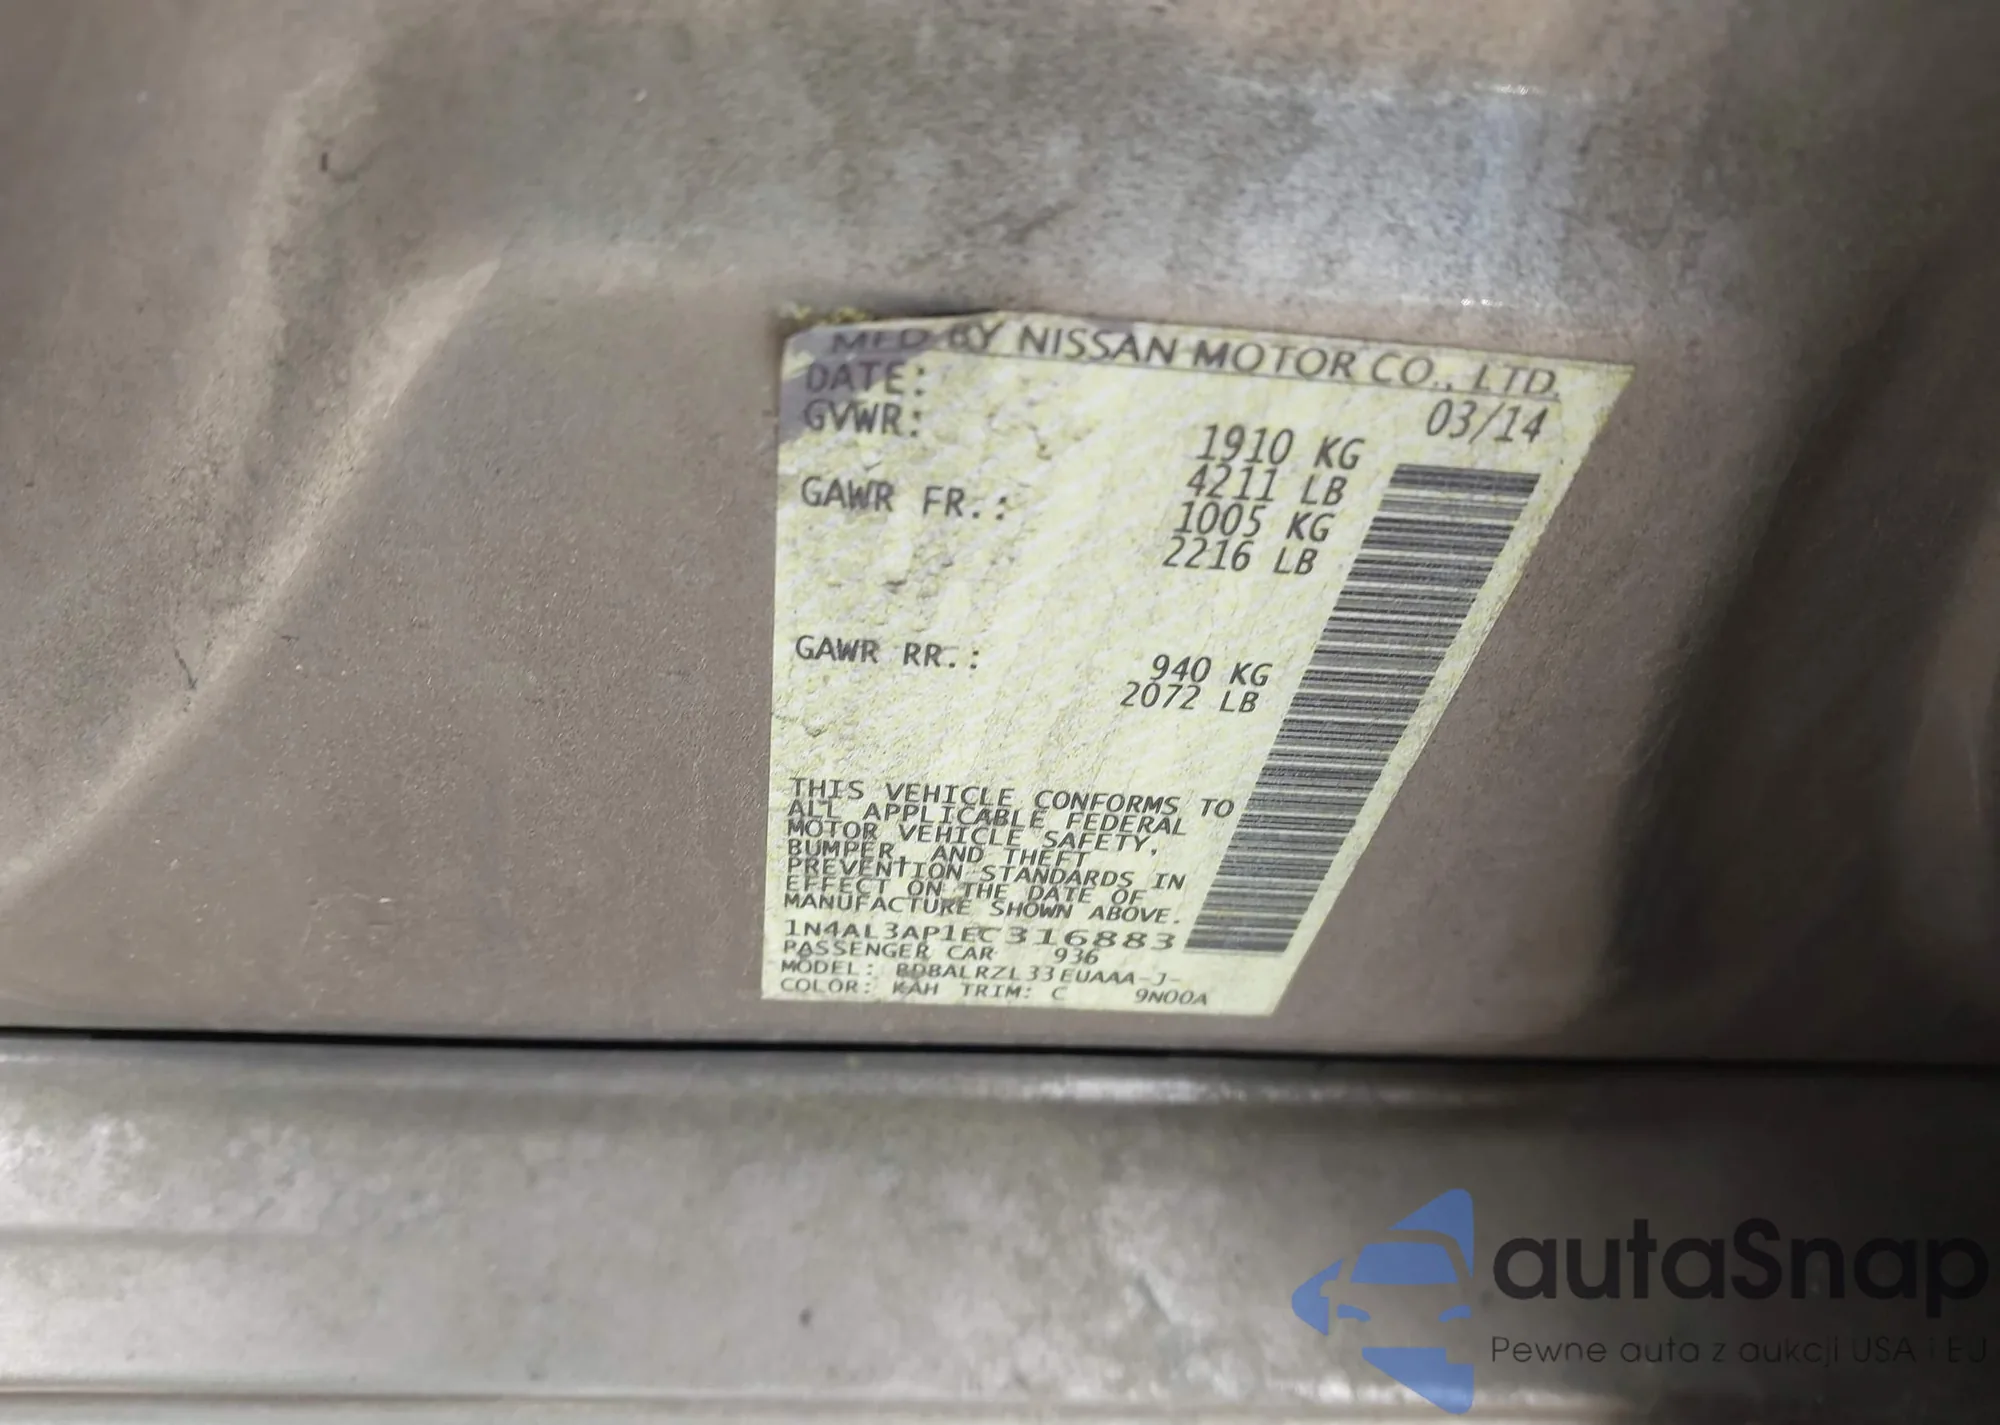 MFD BY NISSAN MOTOR CO., LTD.
DATE: 03/14
GVWR: 1910 KG
4211 LB
GAWR FR.: 1005 KG
2216 LB
GAWR RR.: 940 KG
2072 LB
THIS VEHICLE CONFORMS TO
ALL APPLICABLE FEDERAL
MOTOR VEHICLE SAFETY,
BUMPER, AND THEFT
PREVENTION STANDARDS IN
EFFECT ON THE DATE OF
MANUFACTURE SHOWN ABOVE.
1N4AL3AP1EC316883
PASSENGER CAR 936
MODEL: BDBALRZL33EUAAA-J-
COLOR: KAH TRIM: C 9N00A
autaSnap
Pewne auta z aukcji USA i EU